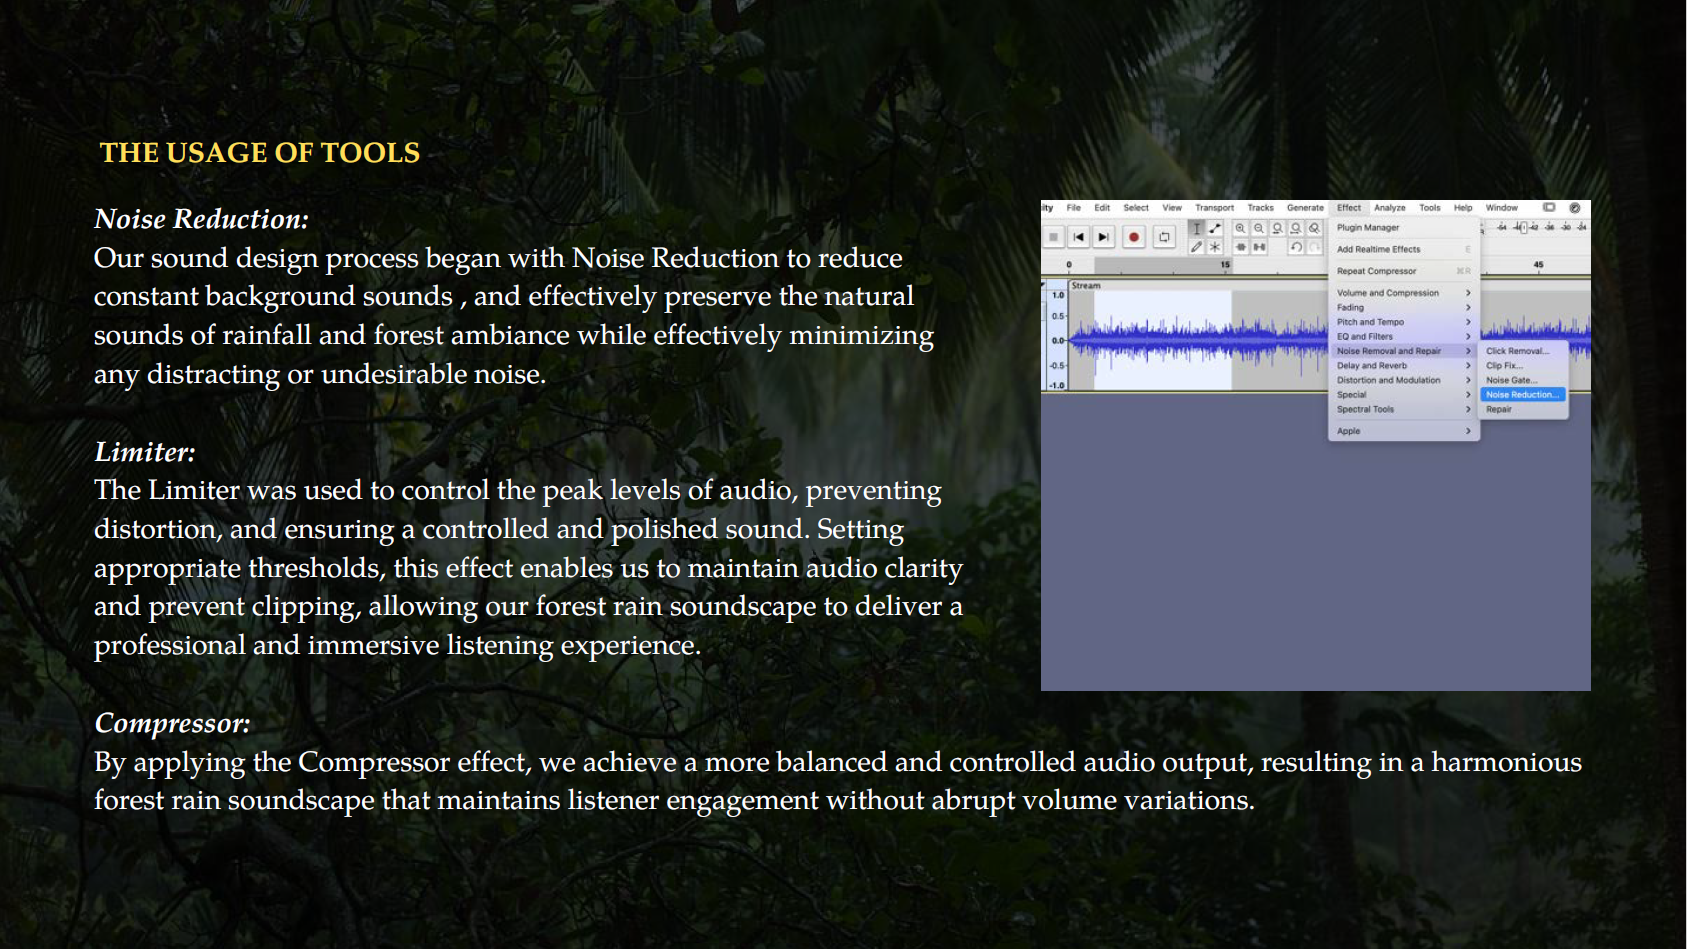 THE USAGE OF TOOLS
Noise Reduction:
Our sound design process began with Noise Reduction to reduce
constant background sounds , and effectively preserve the natural
sounds of rainfall and forest ambiance while effectively minimizing
any distracting or undesirable noise.
Limiter:
The Limiter was used to control the peak levels of audio, preventing
distortion, and ensuring a controlled and polished sound. Setting
appropriate thresholds, this effect enables us to maintain audio clarity
and prevent clipping, allowing our forest rain soundscape to deliver a
professional and immersive listening experience.
Compressor:
By applying the Compressor effect, we achieve a more balanced and controlled audio output, resulting in a harmonious
forest rain soundscape that maintains listener engagement without abrupt volume variations.
ity File Edit Select View Transport Tracks Generate Effect Analyze Tools Help Window
-54 -48 -42 -36 -30 -24
0 15 45
Stream
1.0
0.5
0.0
-0.5
-1.0
Plugin Manager
Add Realtime Effects E
Repeat Compressor ⌘R
Volume and Compression
Fading
Pitch and Tempo
EQ and Filters
Noise Removal and Repair
Delay and Reverb
Distortion and Modulation
Special
Spectral Tools
Apple
Click Removal...
Clip Fix...
Noise Gate...
Noise Reduction...
Repair